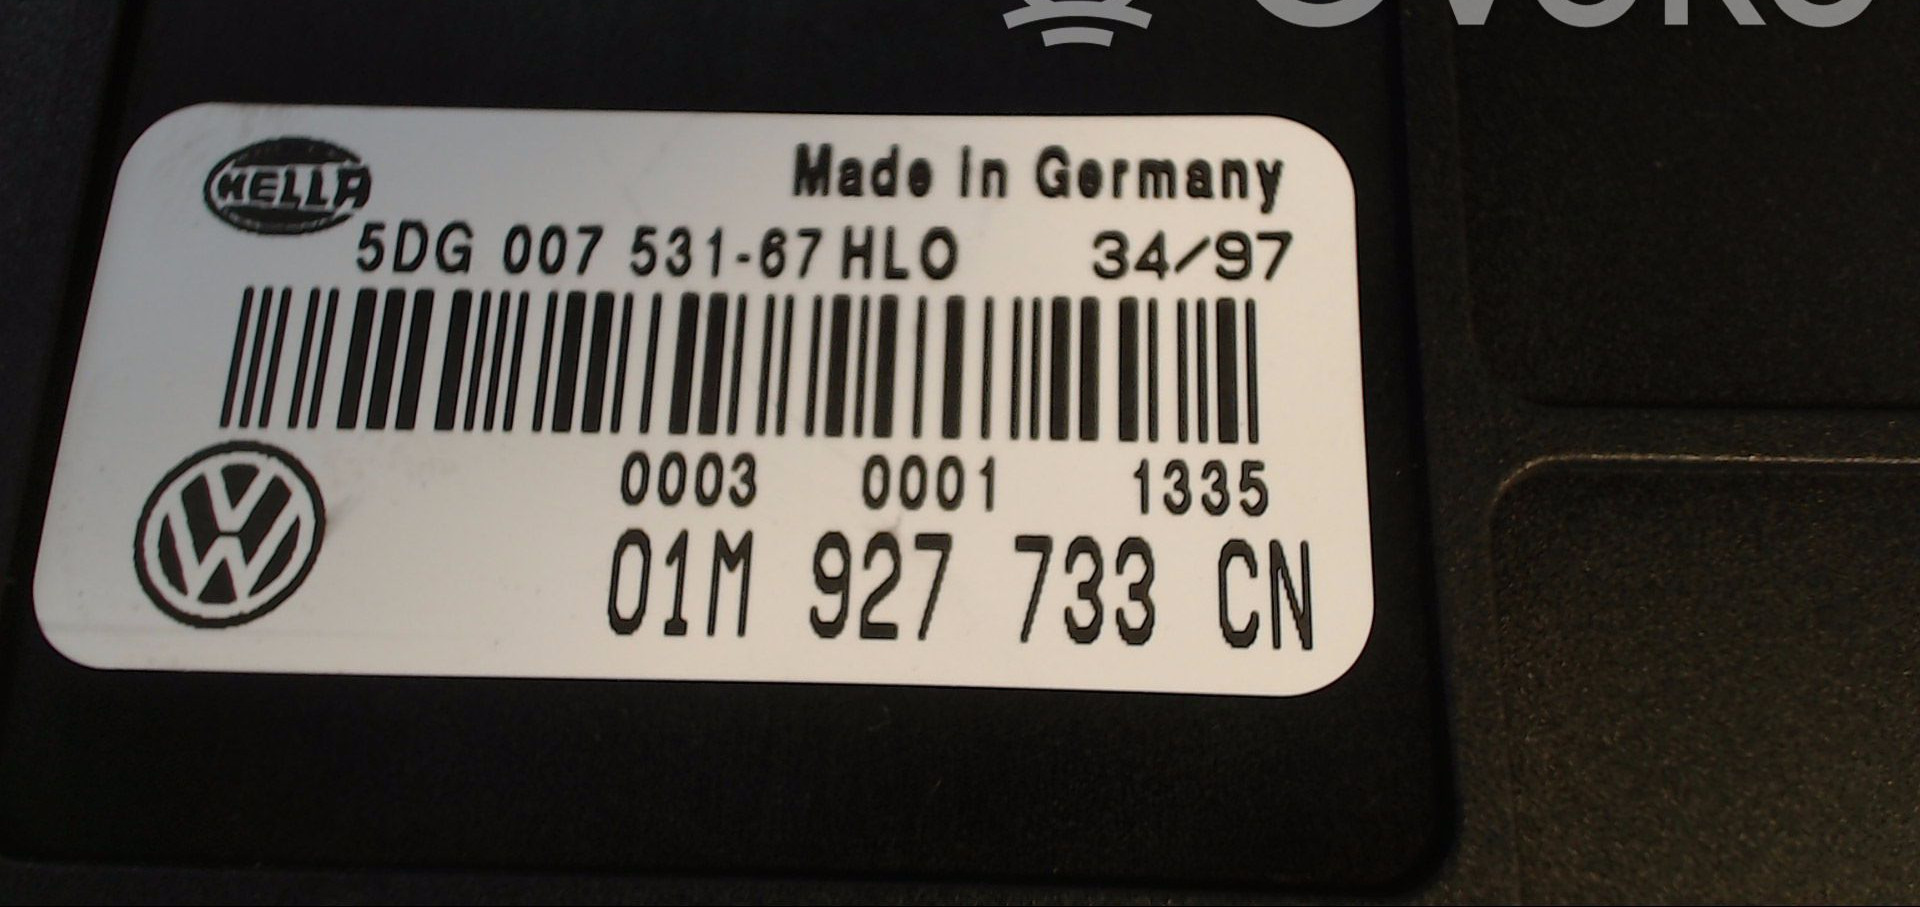 HELLA
Made in Germany
5DG 007 531-67 HLO 34/97
0003 0001 1335
01M 927 733 CN